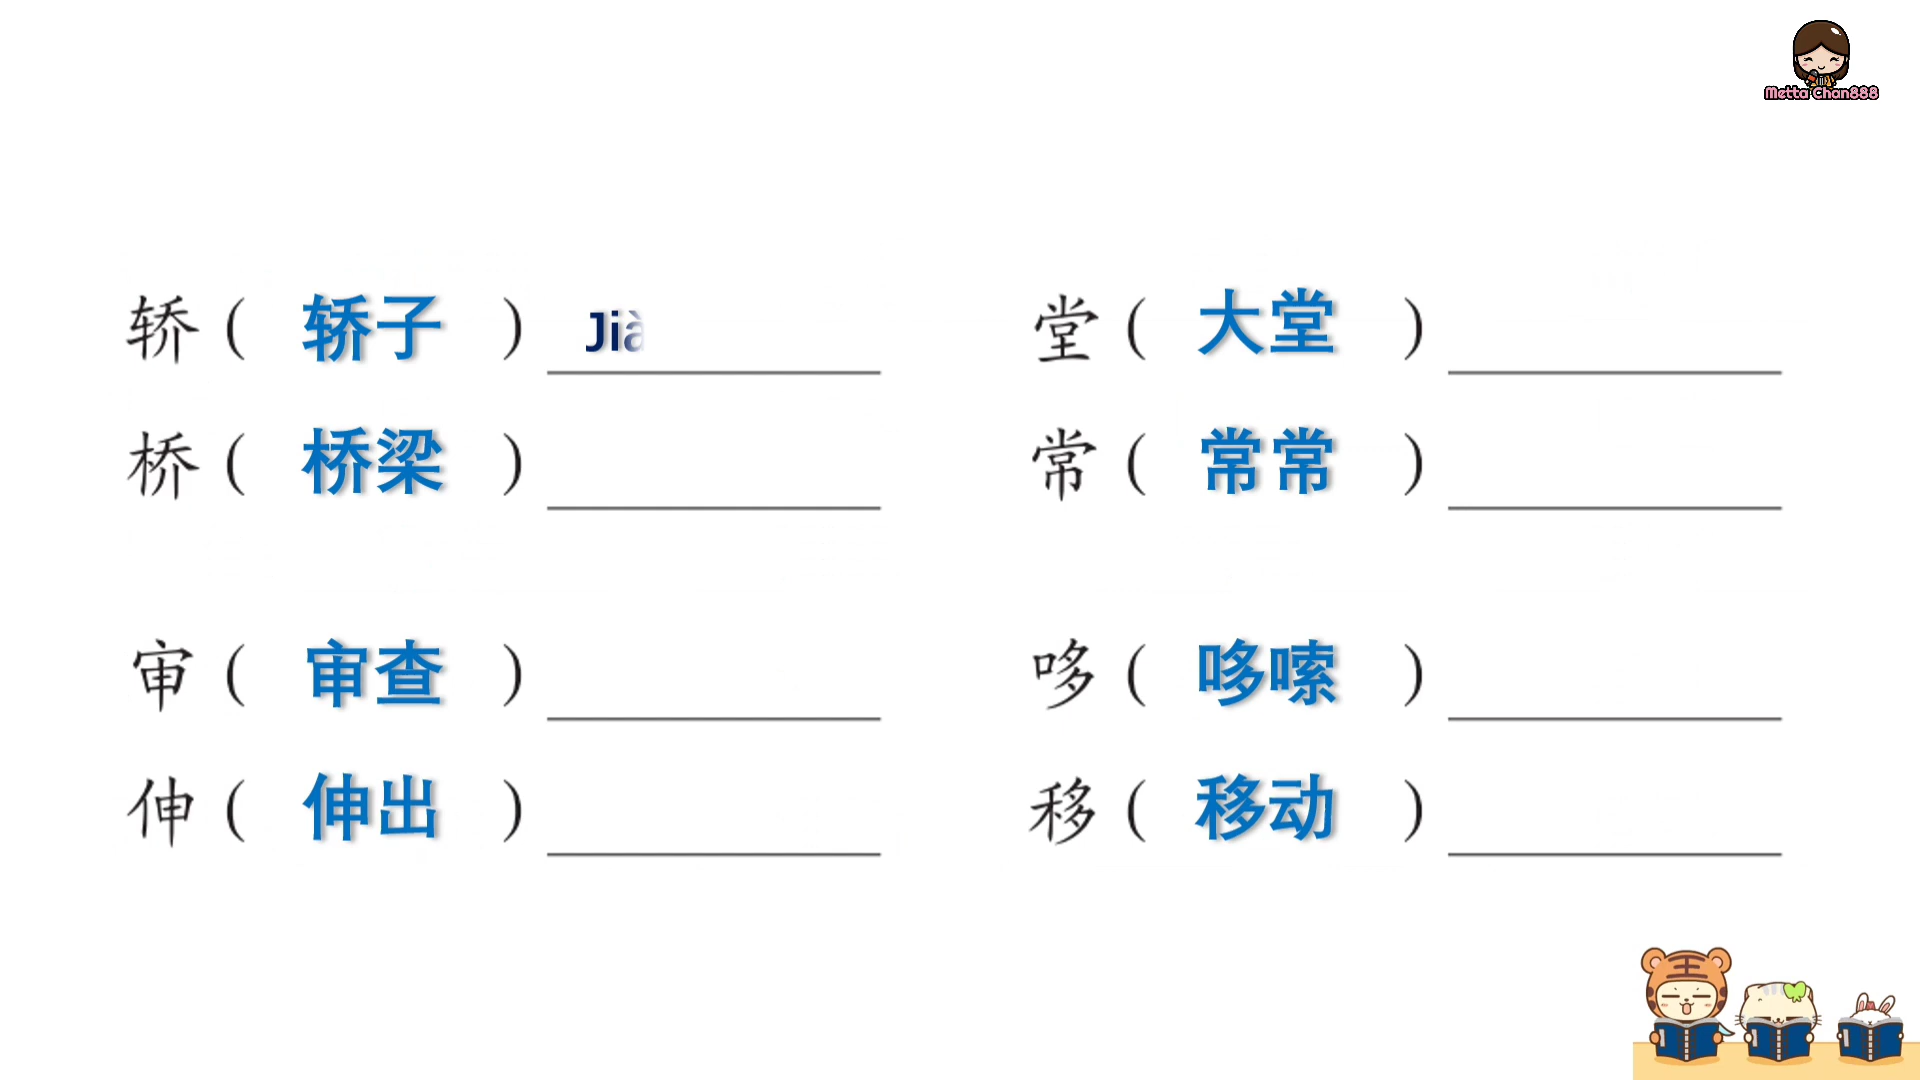 Metta Chan888
轿（ 轿子 ） Jià
堂（ 大堂 ）
桥（ 桥梁 ）
常（ 常常 ）
审（ 审查 ）
哆（ 哆嗦 ）
伸（ 伸出 ）
移（ 移动 ）